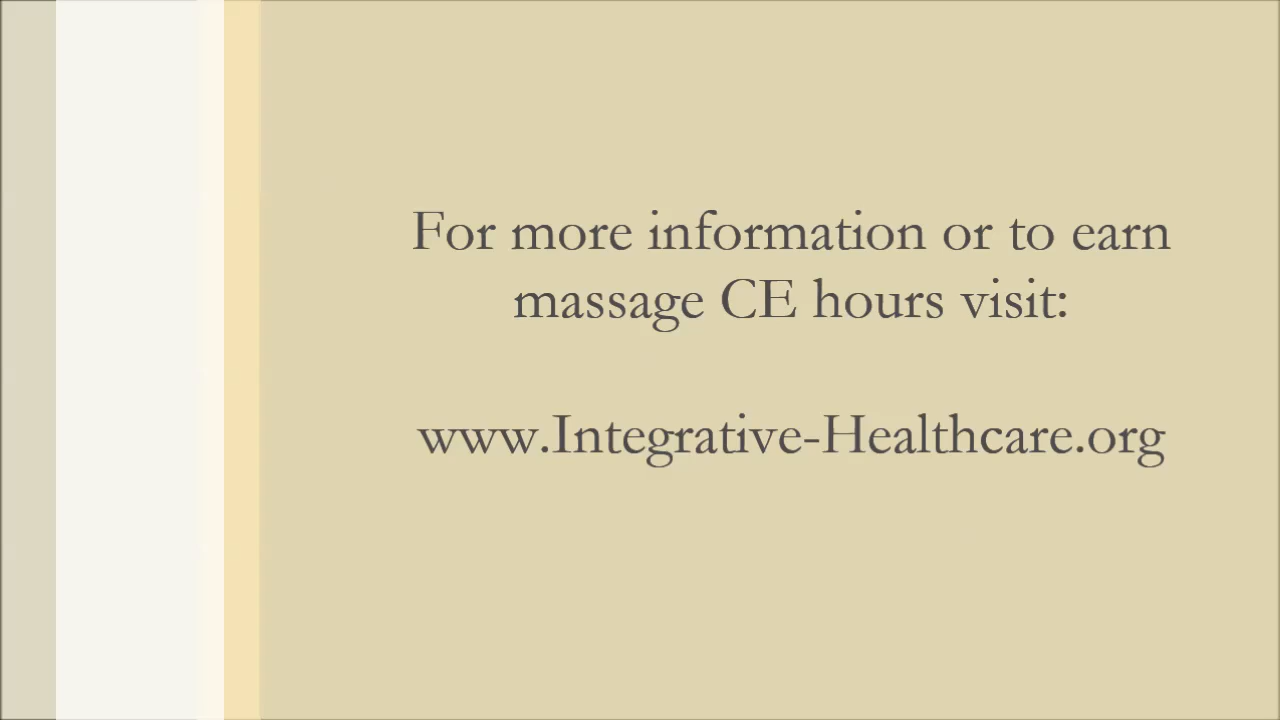 For more information or to earn
massage CE hours visit:
www.Integrative-Healthcare.org